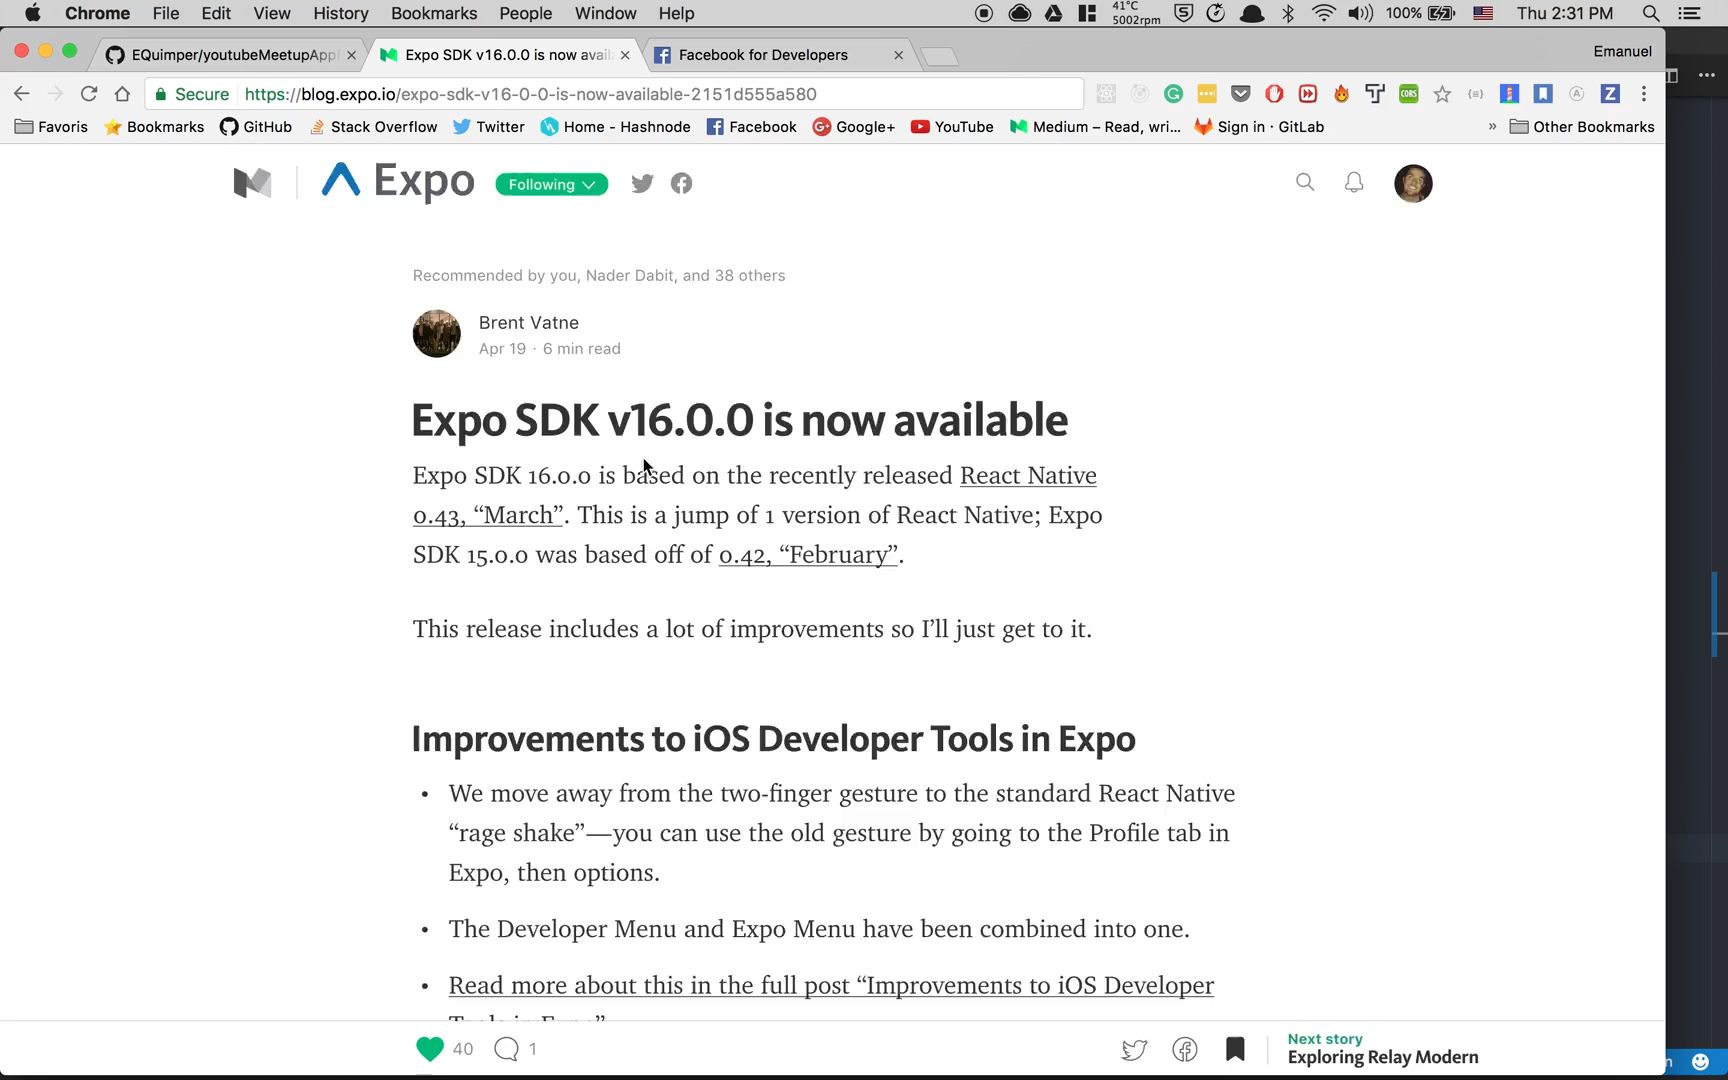 Chrome File Edit View History Bookmarks People Window Help 41°C 5002rpm 100% Thu 2:31 PM
EQuimper/youtubeMeetupAppl Expo SDK v16.0.0 is now avail Facebook for Developers Emanuel
Secure https://blog.expo.io/expo-sdk-v16-0-0-is-now-available-2151d555a580
Favoris Bookmarks GitHub Stack Overflow Twitter Home - Hashnode Facebook Google+ YouTube Medium – Read, wri... Sign in · GitLab » Other Bookmarks
Expo Following
Recommended by you, Nader Dabit, and 38 others
Brent Vatne
Apr 19 · 6 min read
Expo SDK v16.0.0 is now available
Expo SDK 16.0.0 is based on the recently released React Native
0.43, “March”. This is a jump of 1 version of React Native; Expo
SDK 15.0.0 was based off of 0.42, “February”.
This release includes a lot of improvements so I’ll just get to it.
Improvements to iOS Developer Tools in Expo
• We move away from the two-finger gesture to the standard React Native
“rage shake”—you can use the old gesture by going to the Profile tab in
Expo, then options.
• The Developer Menu and Expo Menu have been combined into one.
• Read more about this in the full post “Improvements to iOS Developer
Tools in Expo”
40 1 Next story
Exploring Relay Modern